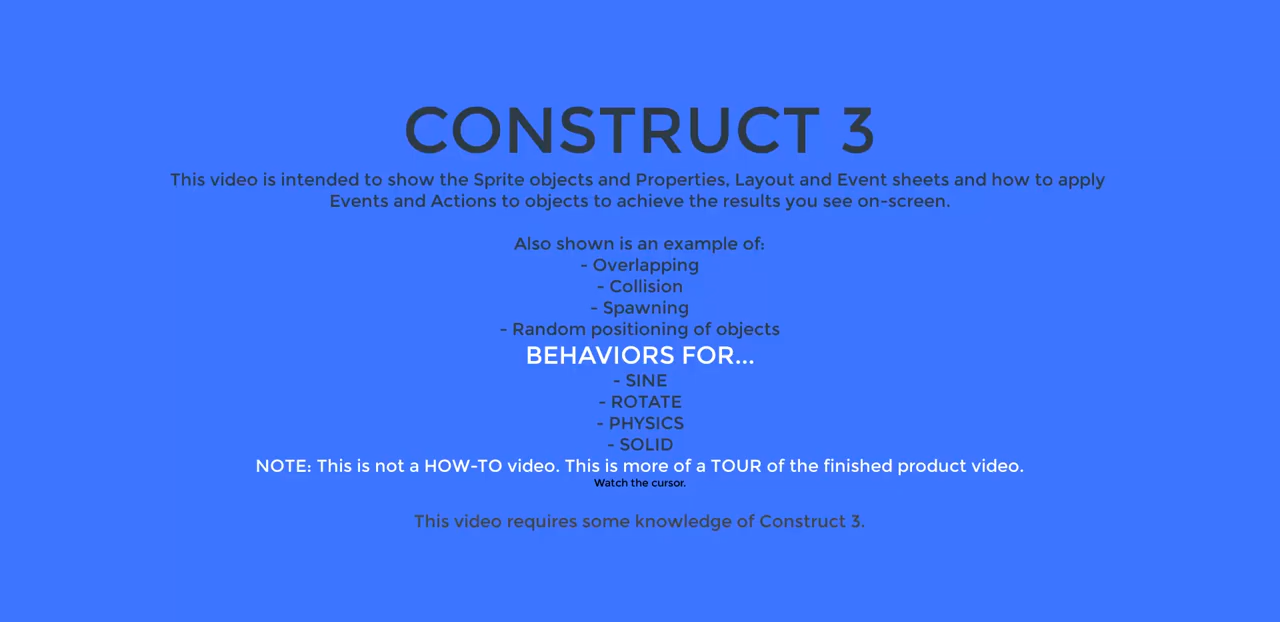 CONSTRUCT 3
This video is intended to show the Sprite objects and Properties, Layout and Event sheets and how to apply
Events and Actions to objects to achieve the results you see on-screen.
Also shown is an example of:
- Overlapping
- Collision
- Spawning
- Random positioning of objects
BEHAVIORS FOR...
- SINE
- ROTATE
- PHYSICS
- SOLID
NOTE: This is not a HOW-TO video. This is more of a TOUR of the finished product video.
Watch the cursor.
This video requires some knowledge of Construct 3.